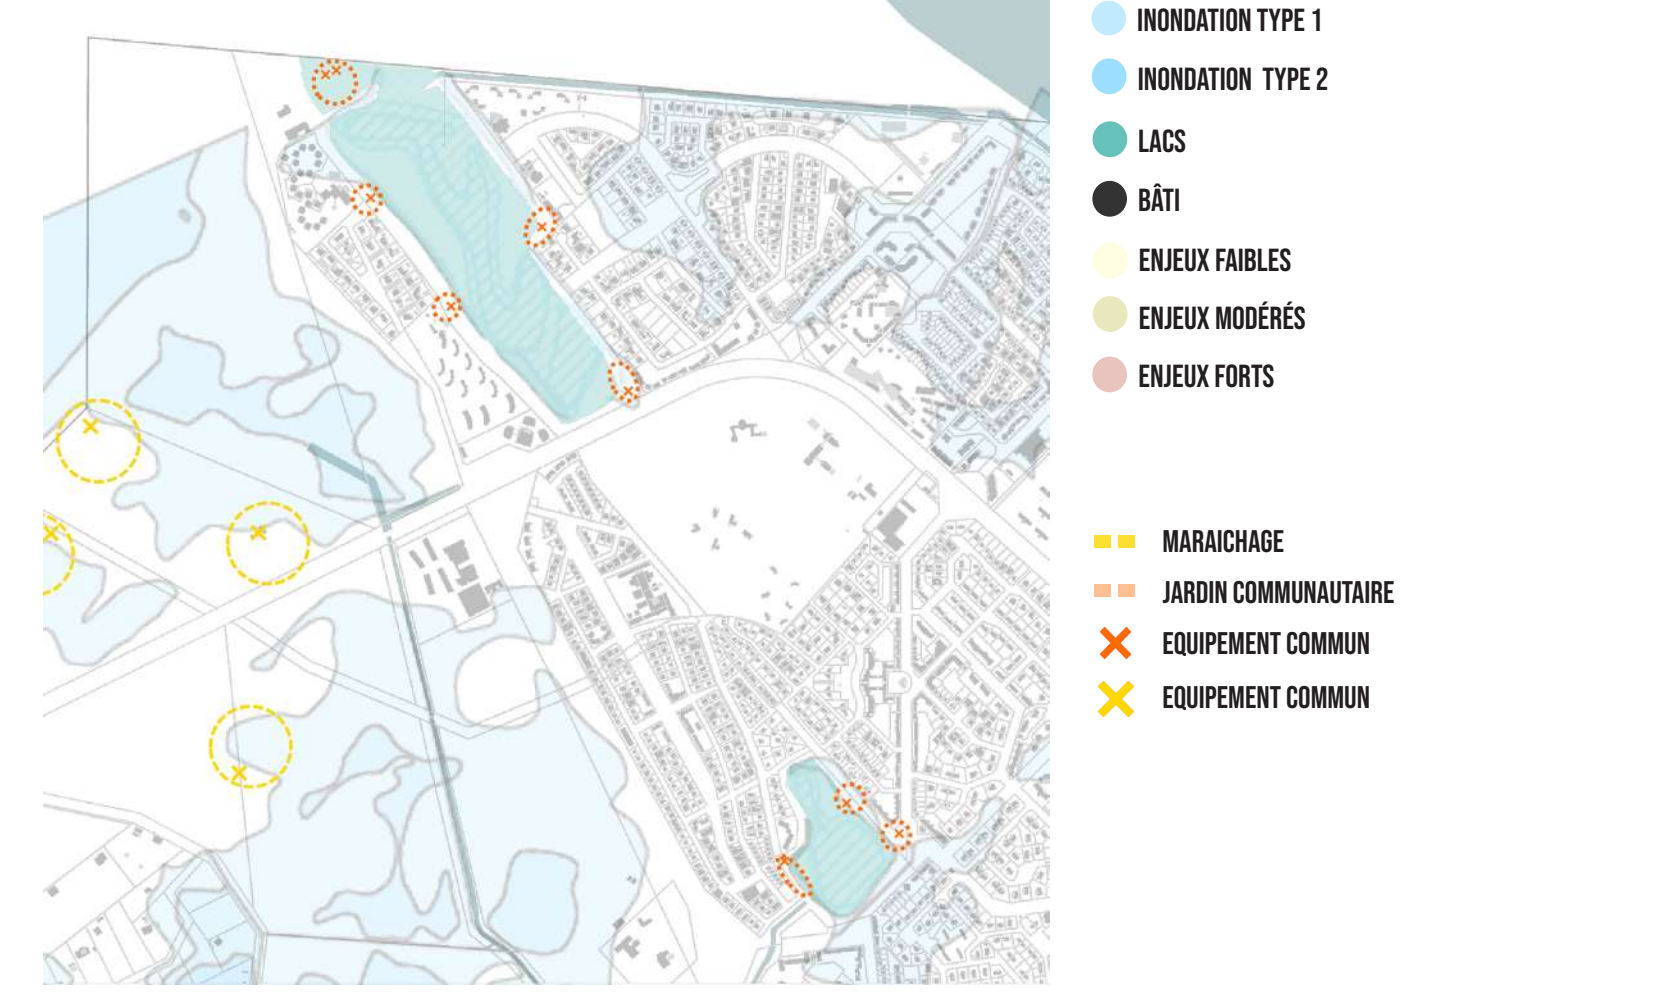 INONDATION TYPE 1
INONDATION TYPE 2
LACS
BÂTI
ENJEUX FAIBLES
ENJEUX MODÉRÉS
ENJEUX FORTS
MARAICHAGE
JARDIN COMMUNAUTAIRE
EQUIPEMENT COMMUN
EQUIPEMENT COMMUN